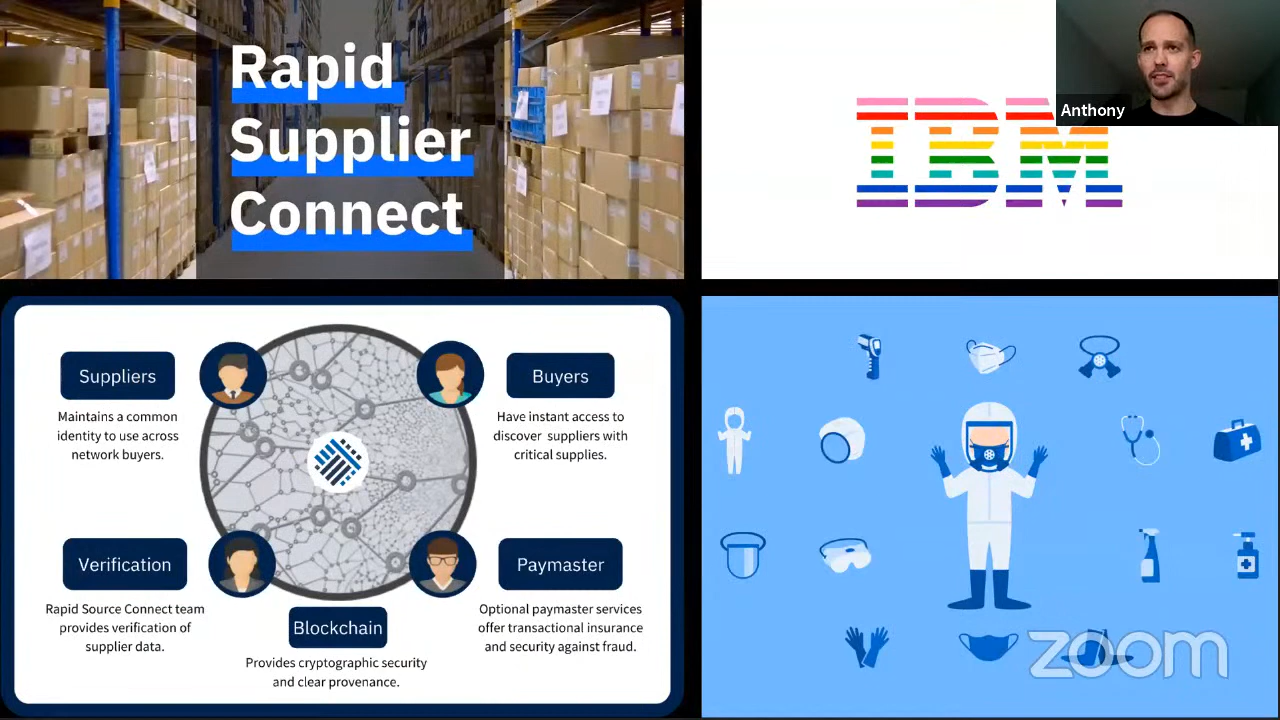 Rapid
Supplier
Connect
IBM
Anthony
Suppliers
Maintains a common
identity to use across
network buyers.
Buyers
Have instant access to
discover suppliers with
critical supplies.
Verification
Rapid Source Connect team
provides verification of
supplier data.
Blockchain
Provides cryptographic security
and clear provenance.
Paymaster
Optional paymaster services
offer transactional insurance
and security against fraud.
zoom